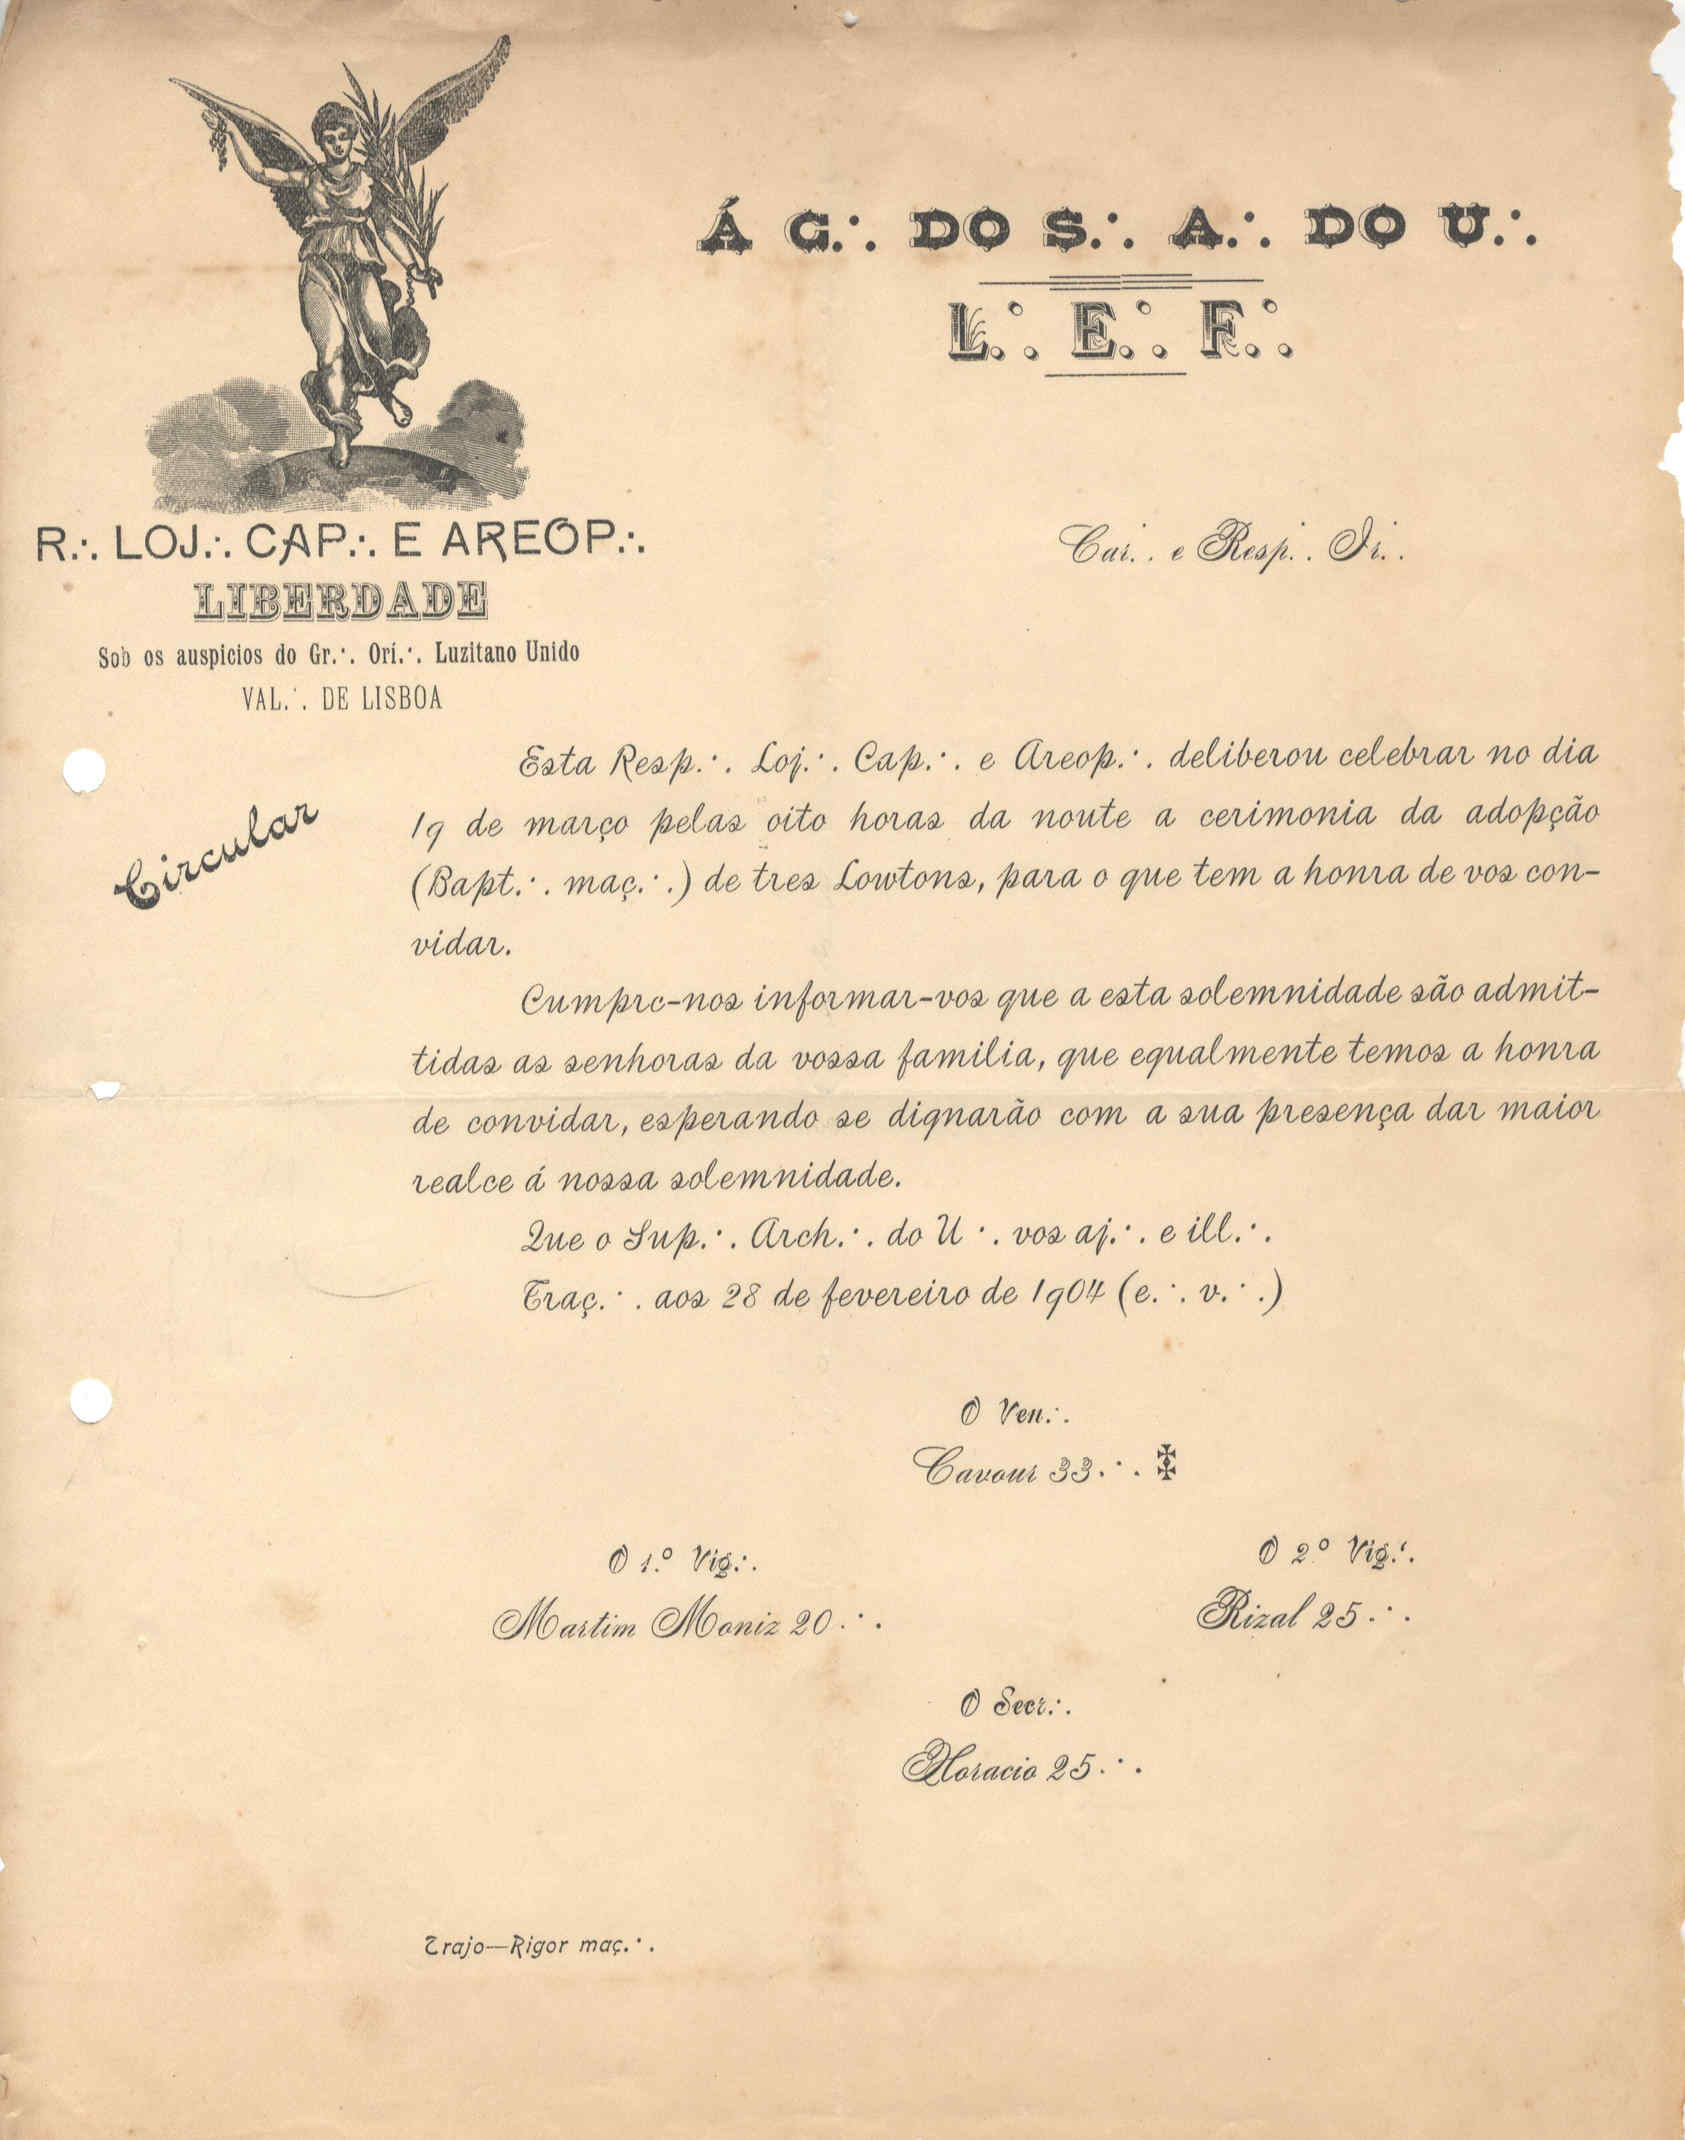 Á G.·. DO S.·. A.·. DO U.·.
L.·. E.·. F.·.
R.·. LOJ.·. CAP.·. E AREÓP.·.
LIBERDADE
Sob os auspicios do Gr.·. Orí.·. Luzitano Unido
VAL.·. DE LISBOA
Car.·. e Resp.·. Ir.·.
Circular
Esta Resp.·. Loj.·. Cap.·. e Areop.·. deliberou celebrar no dia
19 de março pelas oito horas da noute a cerimonia da adopção
(Bapt.·. maç.·.) de tres Lowtons, para o que tem a honra de vos con-
vidar.
Cumpre-nos informar-vos que a esta solemnidade são admit-
tidas as senhoras da vossa familia, que equalmente temos a honra
de convidar, esperando se dignarão com a sua presença dar maior
realce á nossa solemnidade.
Que o Sup.·. Arch.·. do U.·. vos aj.·. e ill.·.
Traç.·. aos 28 de fevereiro de 1904 (e.·. v.·.)
O Ven.·.
Cavour 33.·.
O 1.º Vig.·.
Martim Moniz 20.·.
O 2.º Vig.·.
Rizal 25.·.
O Secr.·.
Horacio 25.·.
Trajo—Rigor maç.·.